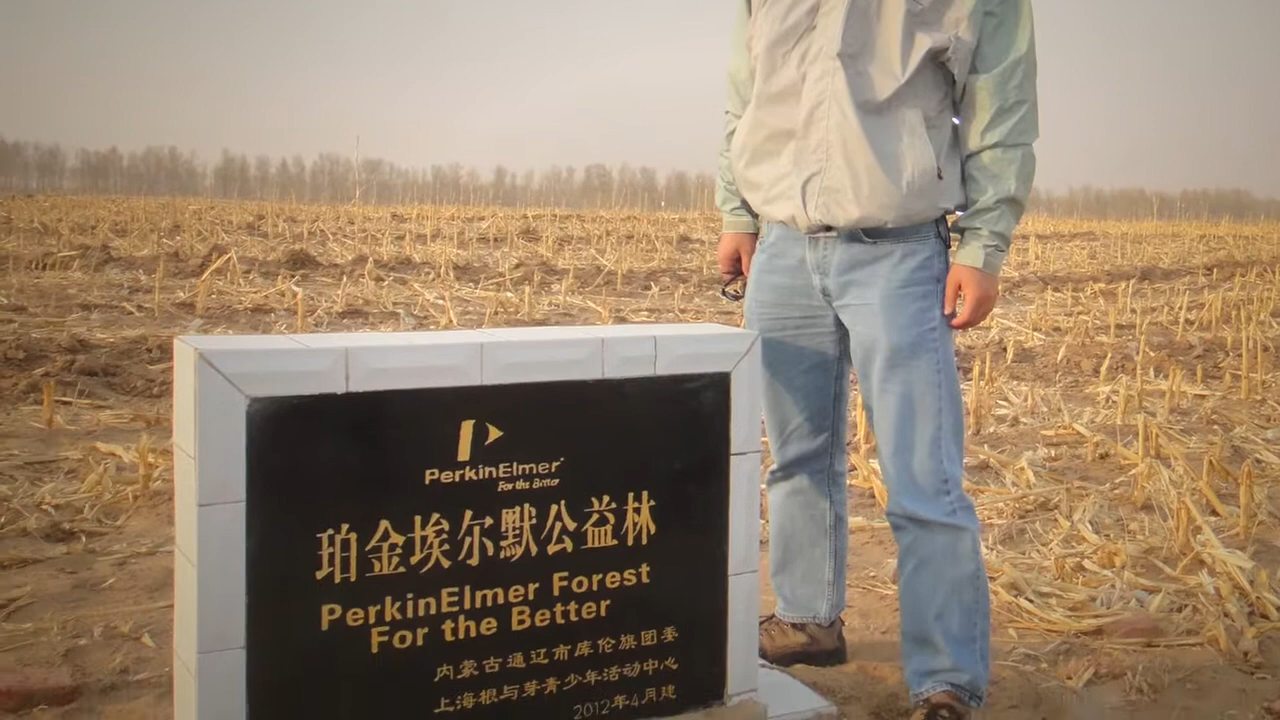 PerkinElmer
For the Better
珀金埃尔默公益林
PerkinElmer Forest
For the Better
内蒙古通辽市库伦旗团委
上海根与芽青少年活动中心
2012年4月建